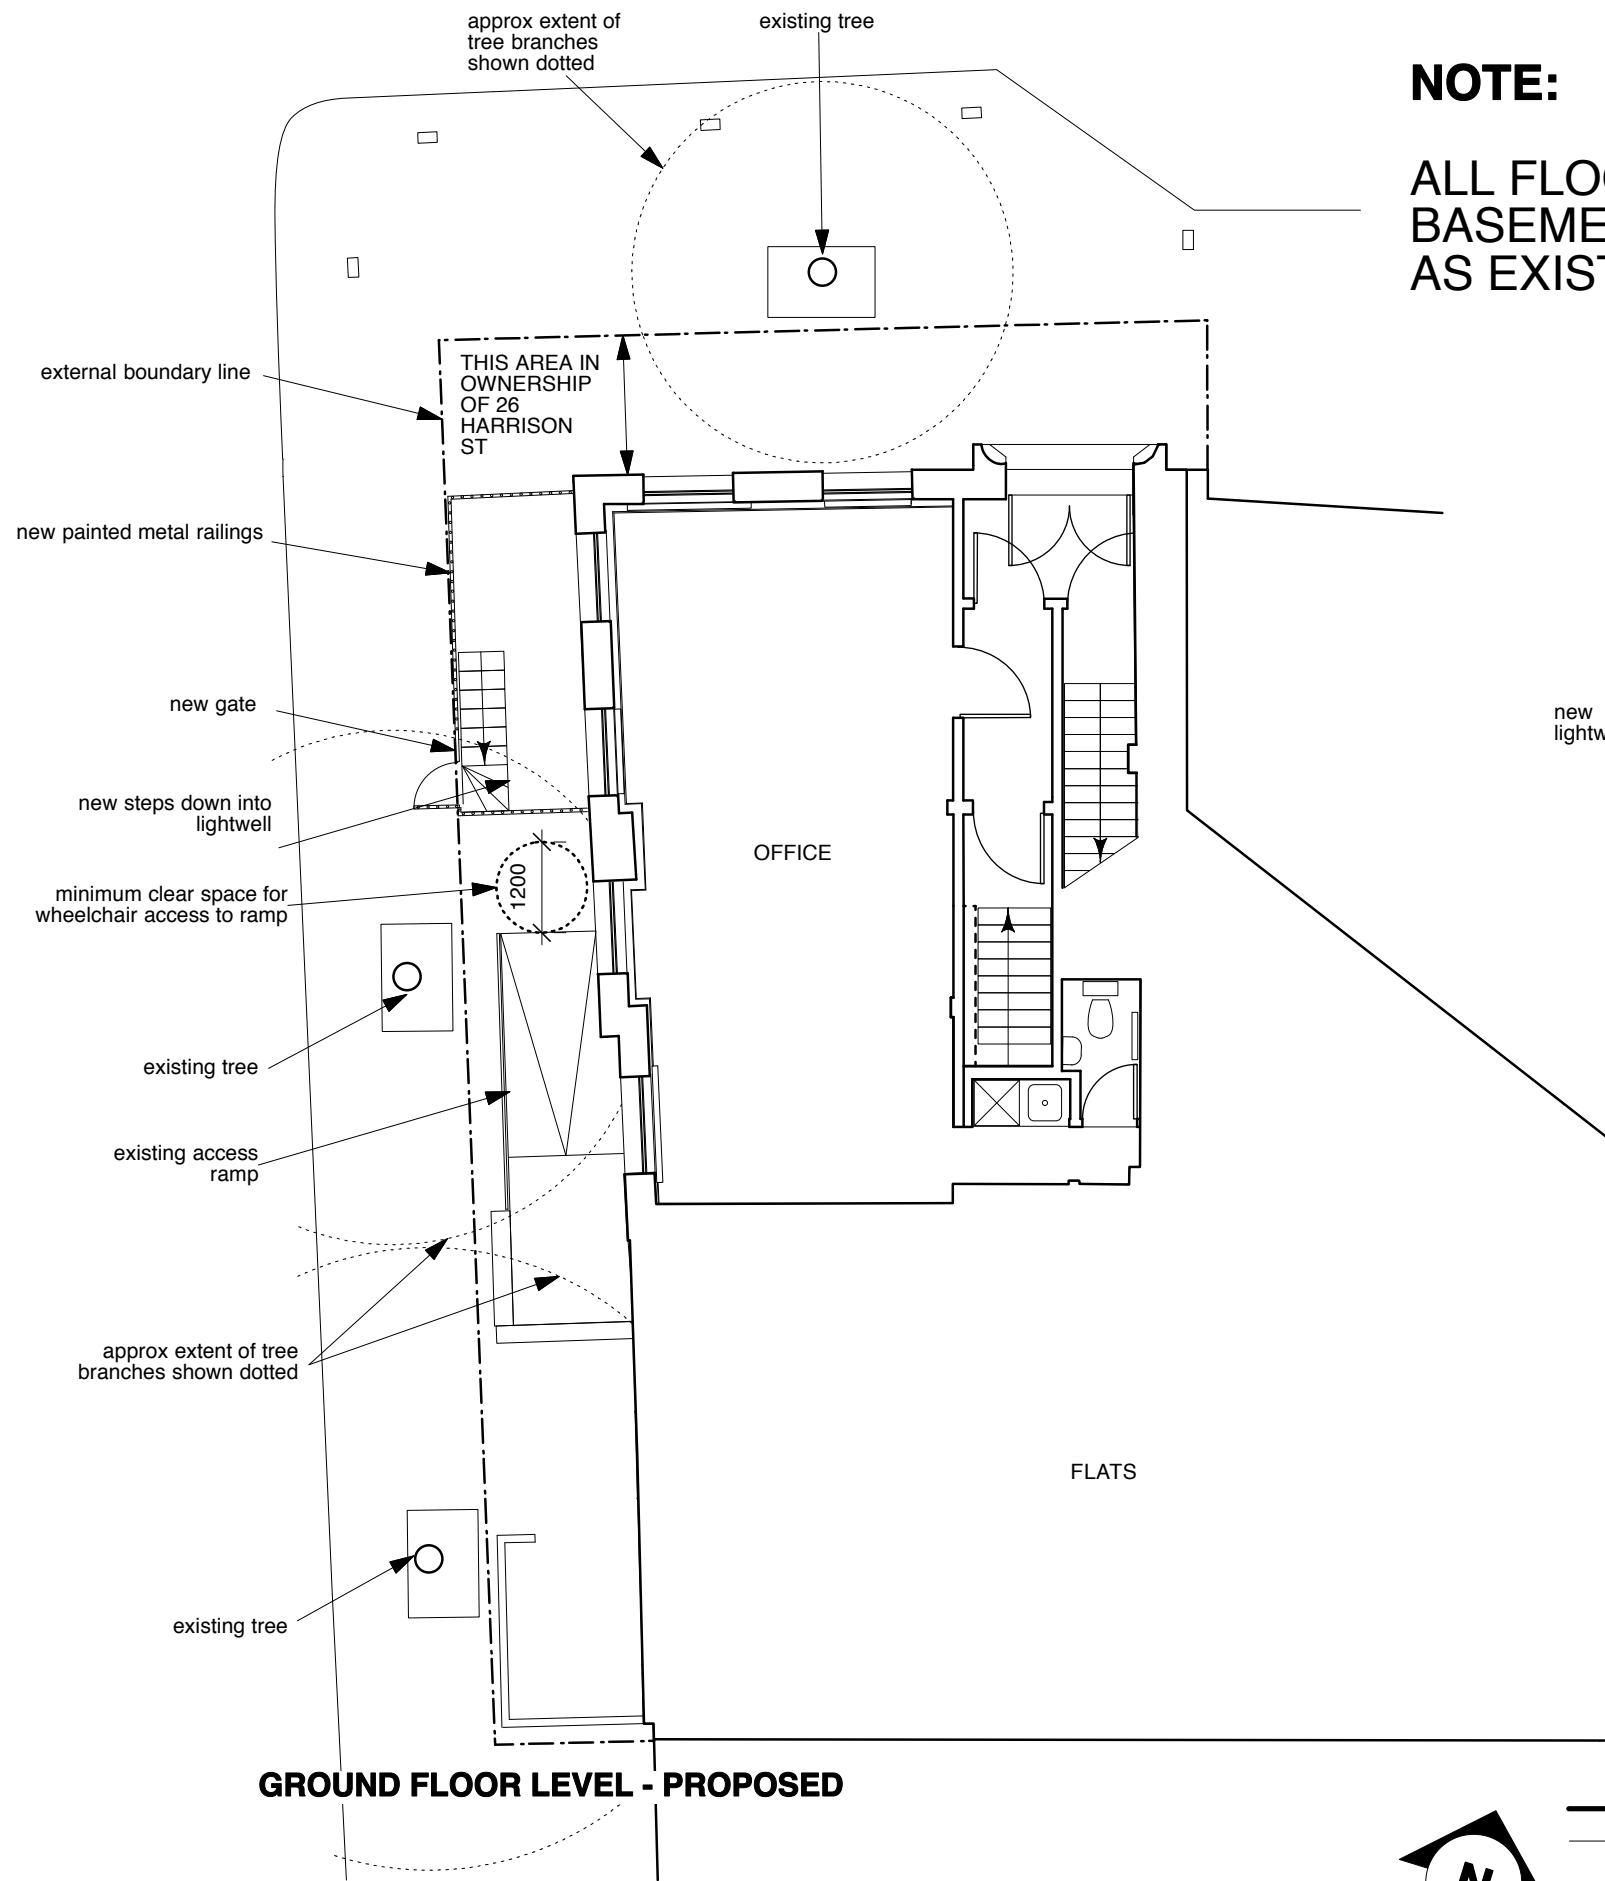 approx extent of
tree branches
shown dotted
existing tree
NOTE:
ALL
BASEME
AS EXIST
external boundary line
THIS AREA IN
OWNERSHIP
OF 26
HARRISON
ST
new painted metal railings
new gate
new
new steps down into
lightwell
OFFICE
1200
minimum clear space for
wheelchair access to ramp
existing tree
existing access
ramp
approx extent of tree
branches shown dotted
FLATS
existing tree
GROUND FLOOR LEVEL - PROPOSED
N